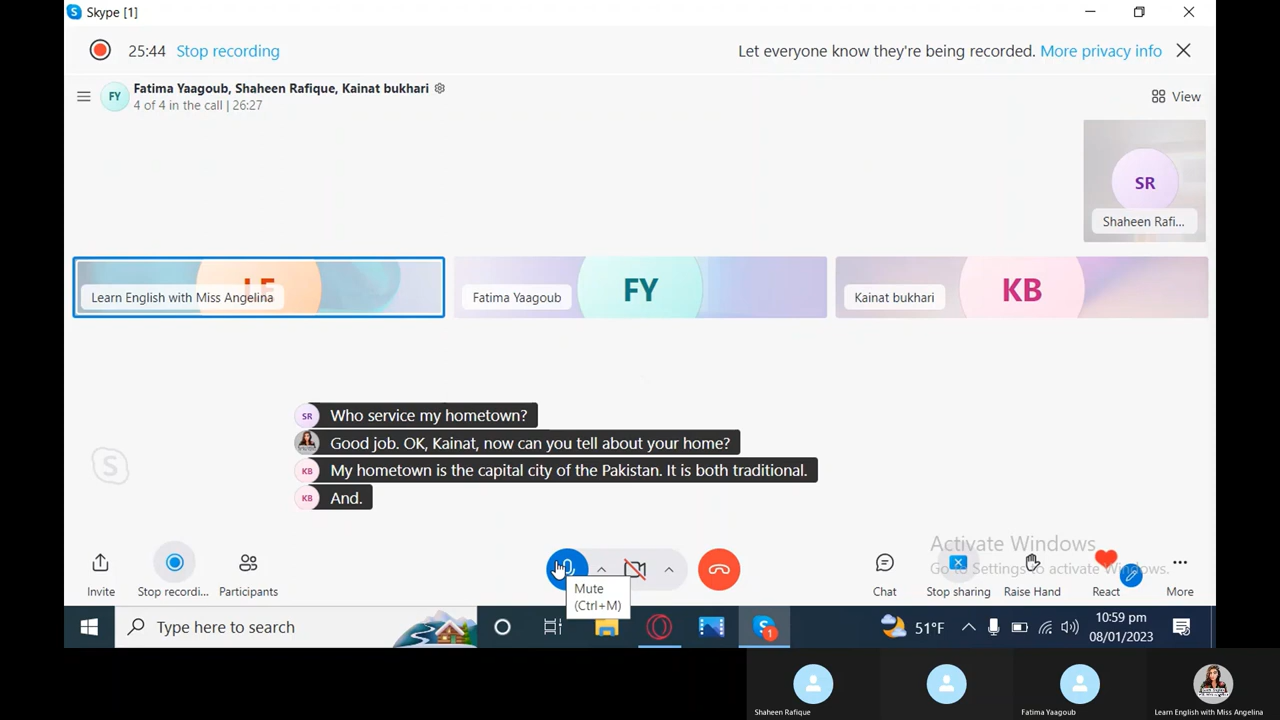 Skype [1]
25:44 Stop recording
Let everyone know they're being recorded. More privacy info
FY
Fatima Yaagoub, Shaheen Rafique, Kainat bukhari
4 of 4 in the call | 26:27
View
SR
Shaheen Rafi...
LE
Learn English with Miss Angelina
FY
Fatima Yaagoub
KB
Kainat bukhari
SR Who service my hometown?
Good job. OK, Kainat, now can you tell about your home?
KB My hometown is the capital city of the Pakistan. It is both traditional.
KB And.
Activate Windows
Go to Settings to activate Windows.
Invite
Stop recordi...
Participants
Mute
(Ctrl+M)
Chat
Stop sharing
Raise Hand
React
More
Type here to search
1
51°F
10:59 pm
08/01/2023
Shaheen Rafique
Fatima Yaagoub
Learn English with Miss Angelina